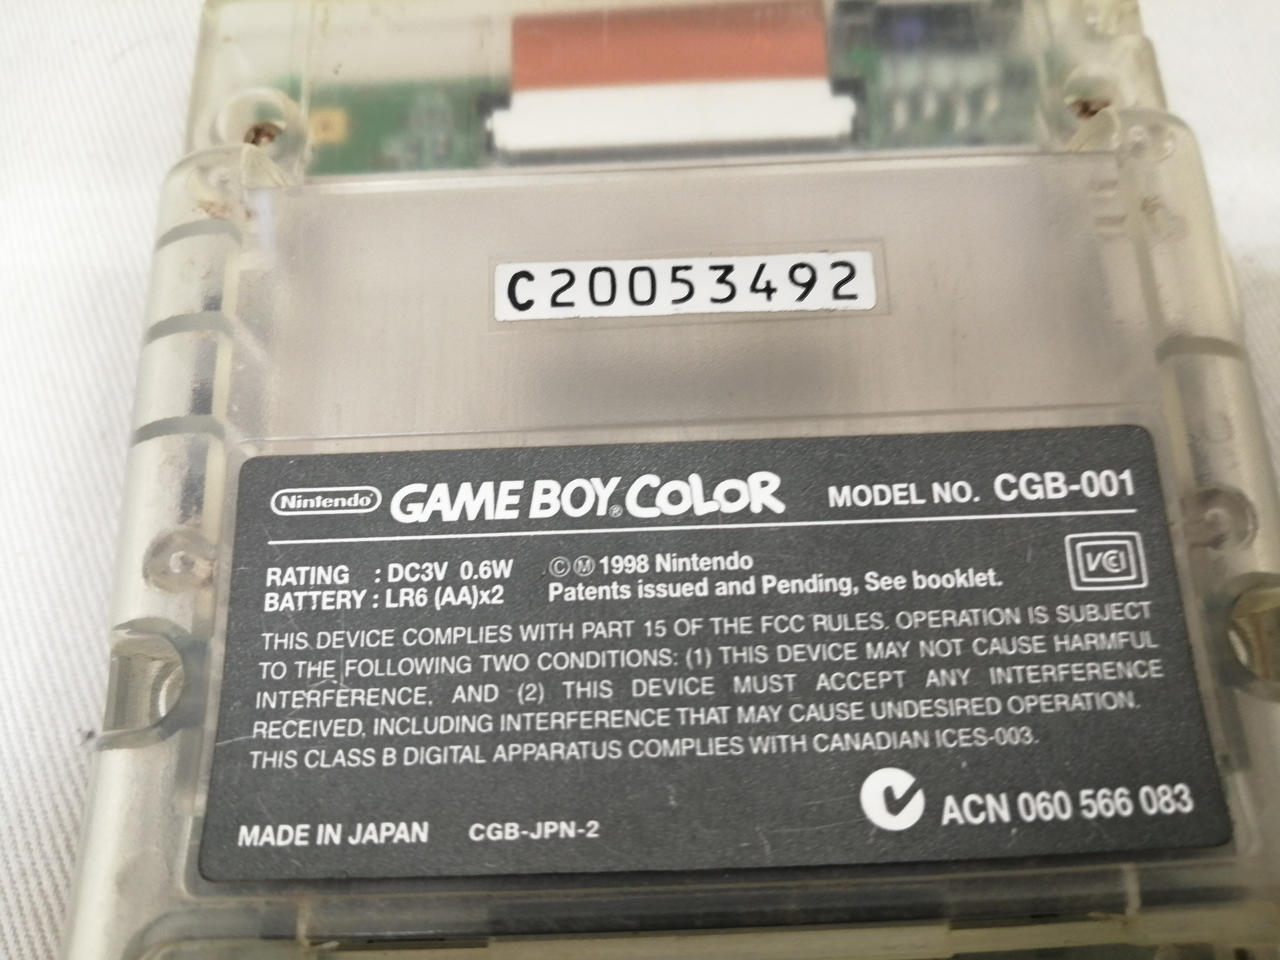 C20053492
Nintendo GAME BOY® COLOR MODEL NO. CGB-001
RATING : DC3V 0.6W
BATTERY : LR6 (AA)x2
ⒸⓂ 1998 Nintendo
Patents issued and Pending, See booklet.
VCI
THIS DEVICE COMPLIES WITH PART 15 OF THE FCC RULES. OPERATION IS SUBJECT
TO THE FOLLOWING TWO CONDITIONS: (1) THIS DEVICE MAY NOT CAUSE HARMFUL
INTERFERENCE, AND (2) THIS DEVICE MUST ACCEPT ANY INTERFERENCE
RECEIVED, INCLUDING INTERFERENCE THAT MAY CAUSE UNDESIRED OPERATION.
THIS CLASS B DIGITAL APPARATUS COMPLIES WITH CANADIAN ICES-003.
ACN 060 566 083
MADE IN JAPAN CGB-JPN-2